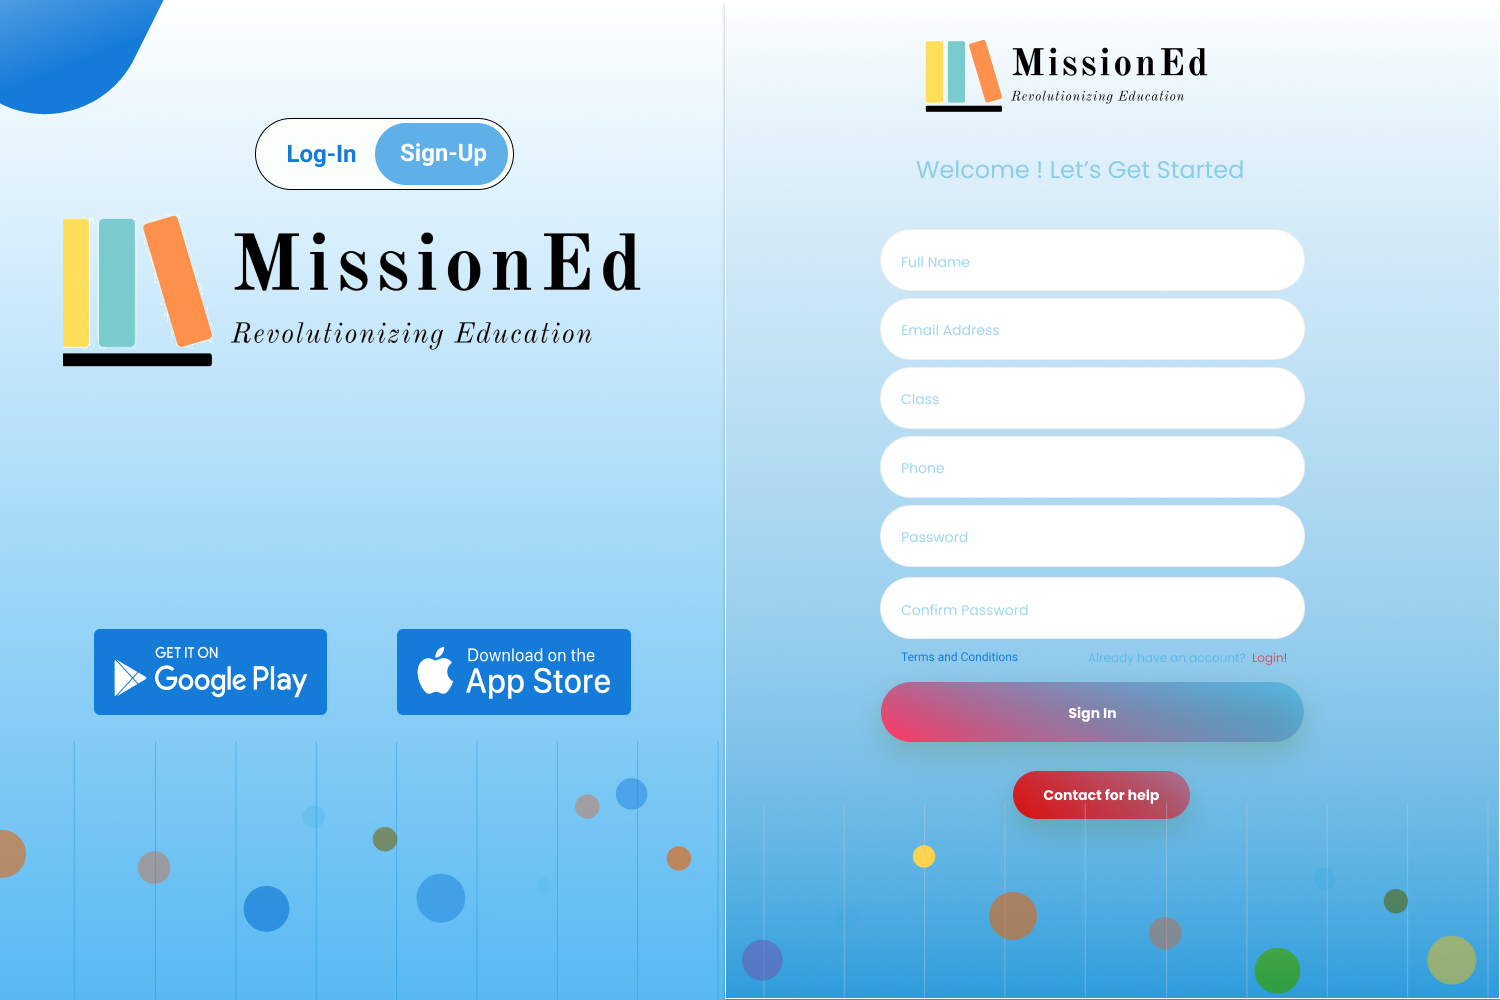 Log-In Sign-Up
MissionEd
Revolutionizing Education
GET IT ON
Google Play
Download on the
App Store
MissionEd
Revolutionizing Education
Welcome ! Let's Get Started
Full Name
Email Address
Class
Phone
Password
Confirm Password
Terms and Conditions Already have an account? Login!
Sign In
Contact for help